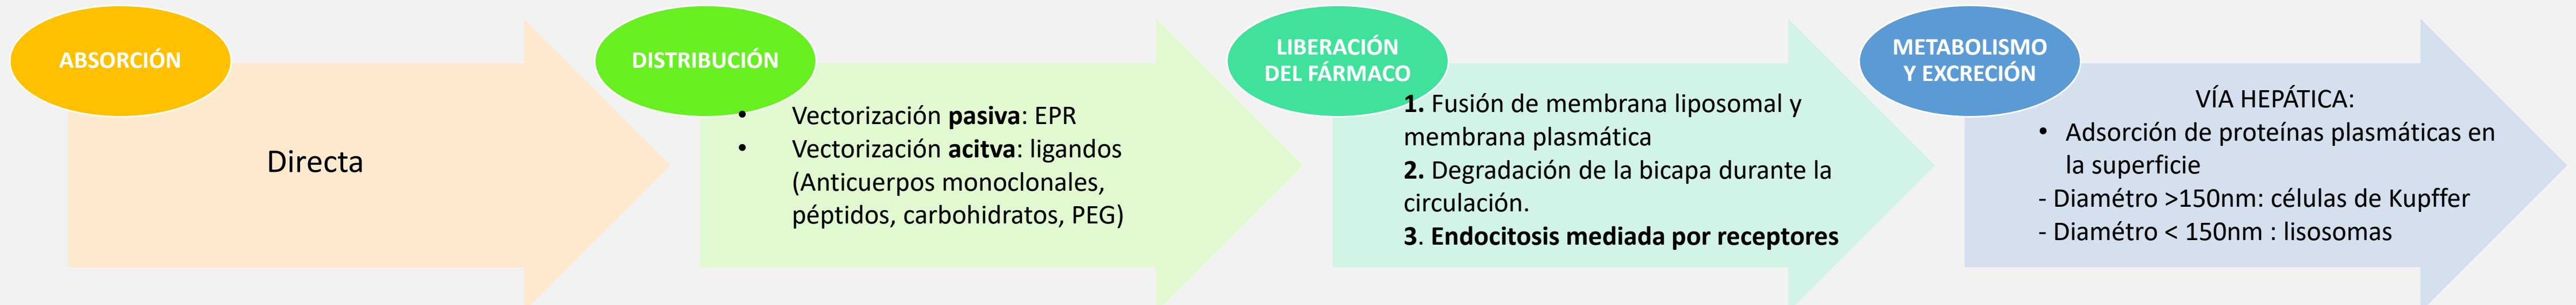 ABSORCIÓN
Directa
DISTRIBUCIÓN
• Vectorización pasiva: EPR
• Vectorización acitva: ligandos
(Anticuerpos monoclonales,
péptidos, carbohidratos, PEG)
LIBERACIÓN
DEL FÁRMACO
1. Fusión de membrana liposomal y
membrana plasmática
2. Degradación de la bicapa durante la
circulación.
3. Endocitosis mediada por receptores
METABOLISMO
Y EXCRECIÓN
VÍA HEPÁTICA:
• Adsorción de proteínas plasmáticas en
la superficie
- Diamétro >150nm: células de Kupffer
- Diamétro < 150nm : lisosomas